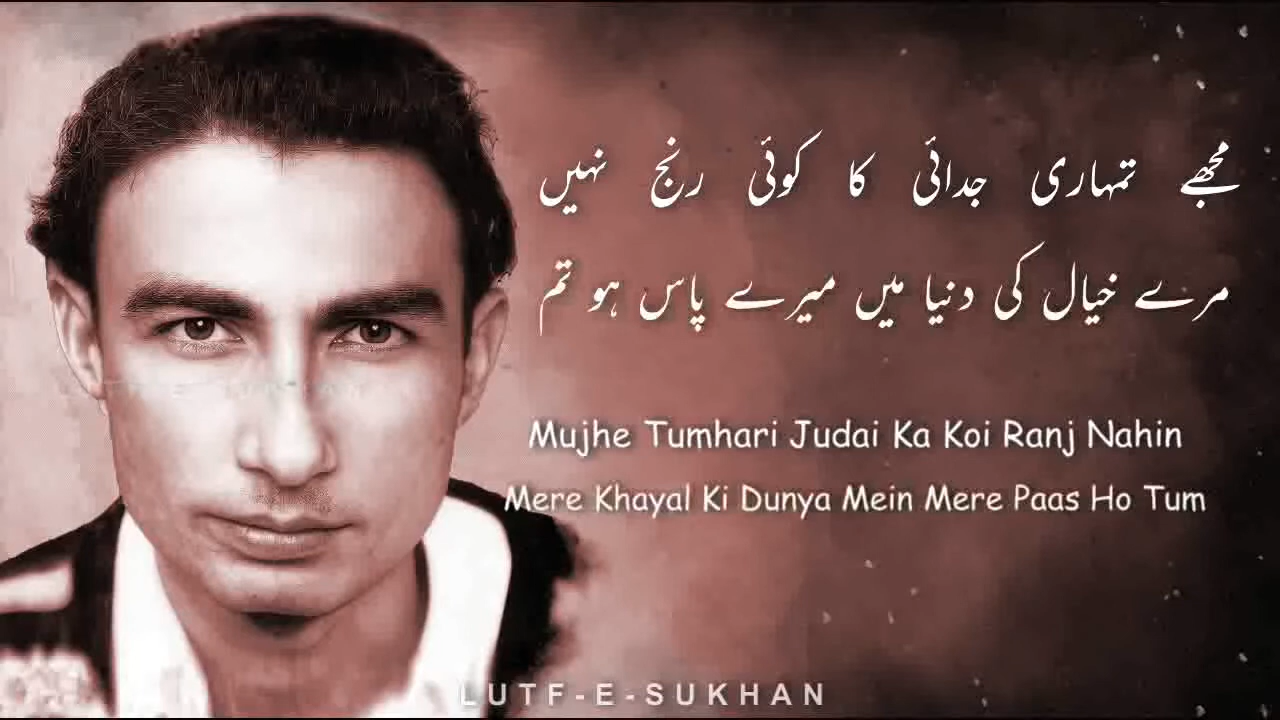 مجھے تمہاری جدائی کا کوئی رنج نہیں
مرے خیال کی دنیا میں میرے پاس ہو تم
Mujhe Tumhari Judai Ka Koi Ranj Nahin
Mere Khayal Ki Dunya Mein Mere Paas Ho Tum
LUTF-E-SUKHAN